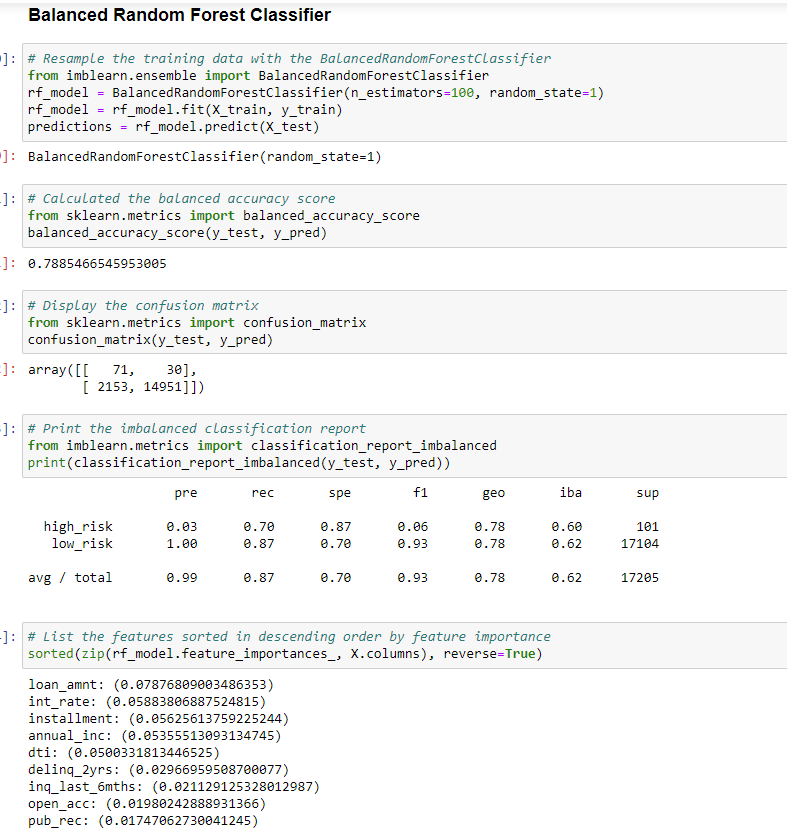 Balanced Random Forest Classifier
]: # Resample the training data with the BalancedRandomForestClassifier
from imblearn.ensemble import BalancedRandomForestClassifier
rf_model = BalancedRandomForestClassifier(n_estimators=100, random_state=1)
rf_model = rf_model.fit(X_train, y_train)
predictions = rf_model.predict(X_test)
]: BalancedRandomForestClassifier(random_state=1)
]: # Calculated the balanced accuracy score
from sklearn.metrics import balanced_accuracy_score
balanced_accuracy_score(y_test, y_pred)
]: 0.7885466545953005
]: # Display the confusion matrix
from sklearn.metrics import confusion_matrix
confusion_matrix(y_test, y_pred)
]: array([[   71,    30],
[ 2153, 14951]])
]: # Print the imbalanced classification report
from imblearn.metrics import classification_report_imbalanced
print(classification_report_imbalanced(y_test, y_pred))
pre rec spe f1 geo iba sup
high_risk 0.03 0.70 0.87 0.06 0.78 0.60 101
low_risk 1.00 0.87 0.70 0.93 0.78 0.62 17104
avg / total 0.99 0.87 0.70 0.93 0.78 0.62 17205
]: # List the features sorted in descending order by feature importance
sorted(zip(rf_model.feature_importances_, X.columns), reverse=True)
loan_amnt: (0.07876809003486353)
int_rate: (0.05883806887524815)
installment: (0.05625613759225244)
annual_inc: (0.05355513093134745)
dti: (0.0500331813446525)
delinq_2yrs: (0.02966959508700077)
inq_last_6mths: (0.021129125328012987)
open_acc: (0.01980242888931366)
pub_rec: (0.01747062730041245)